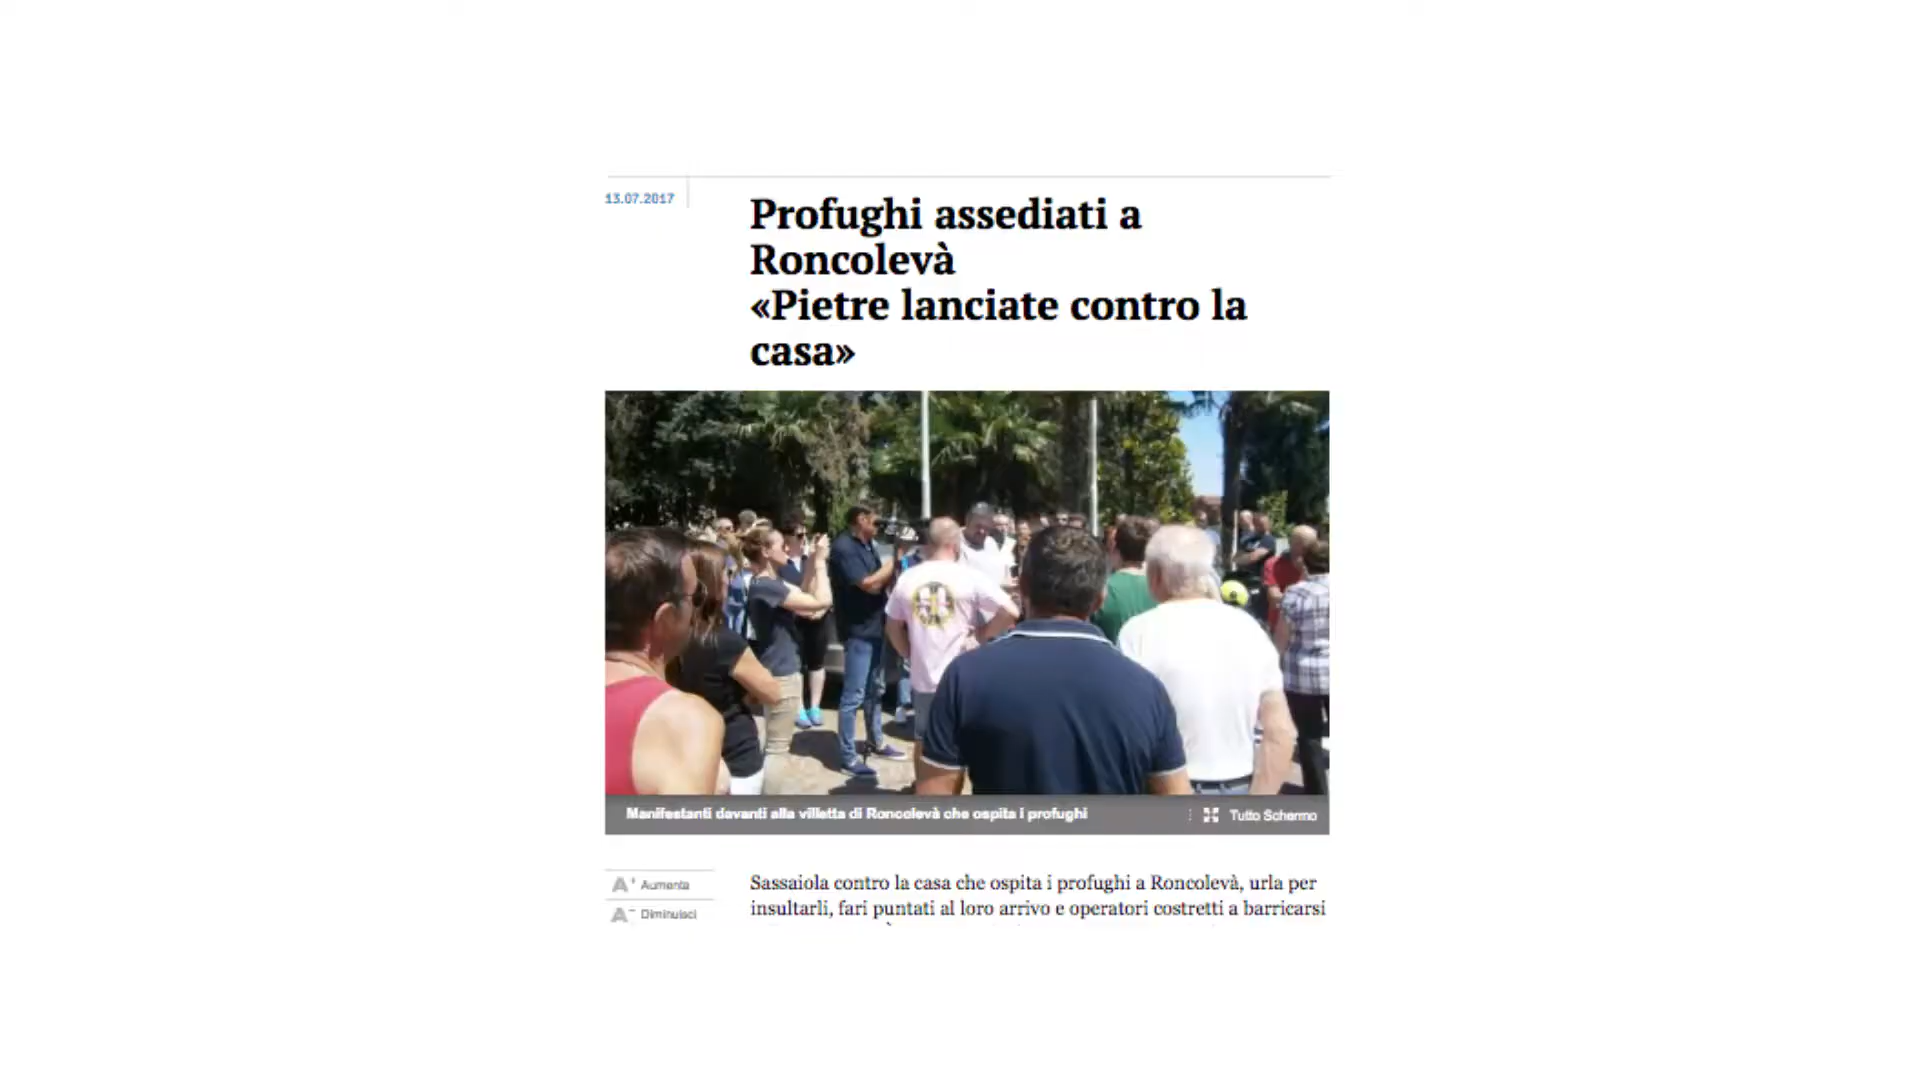 13.07.2017
Profughi assediati a
Roncolevà
«Pietre lanciate contro la
casa»
Manifestanti davanti alla villetta di Roncolevà che ospita i profughi
Tutto Schermo
A+ Aumenta
A- Diminuisci
Sassaiola contro la casa che ospita i profughi a Roncolevà, urla per
insultarli, fari puntati al loro arrivo e operatori costretti a barricarsi